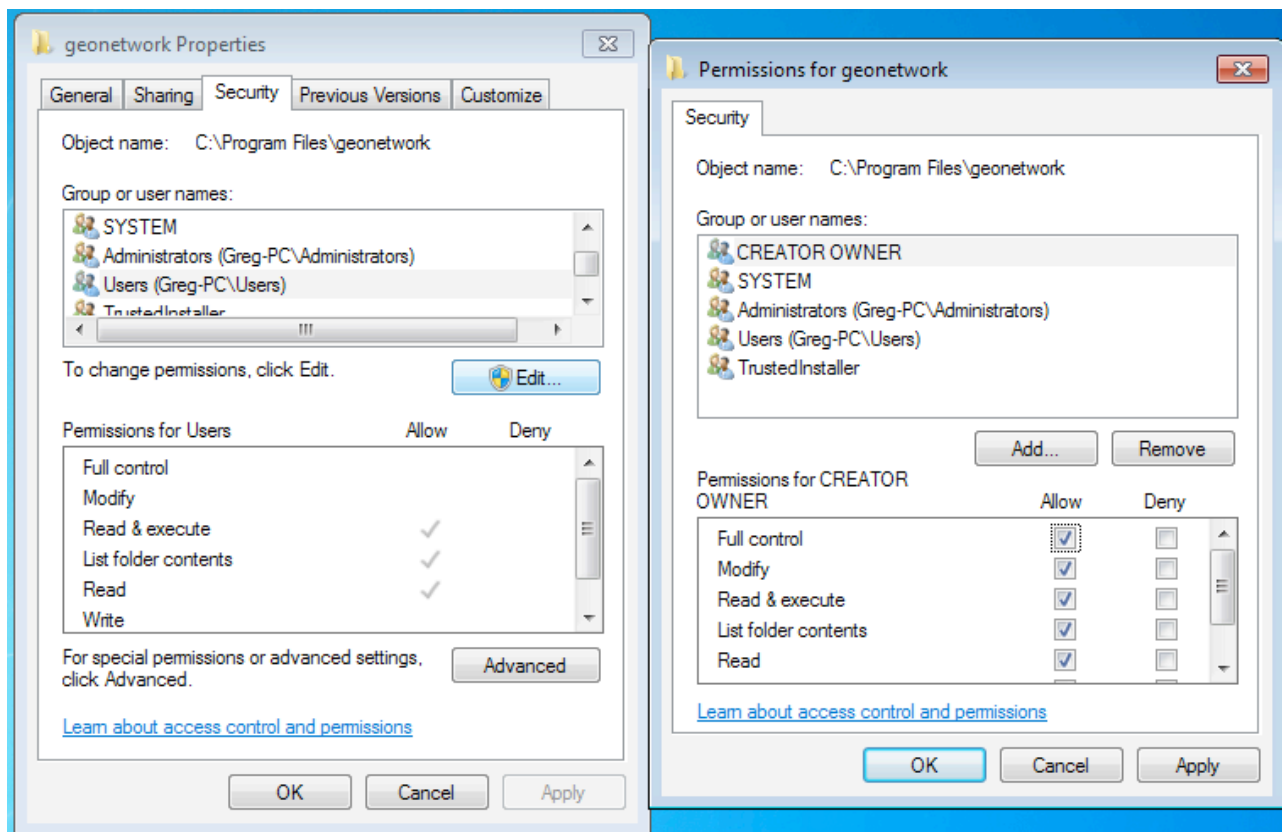 geonetwork Properties
General Sharing Security Previous Versions Customize
Object name: C:\Program Files\geonetwork
Group or user names:
SYSTEM
Administrators (Greg-PC\Administrators)
Users (Greg-PC\Users)
TrustedInstaller
To change permissions, click Edit.
Edit...
Permissions for Users Allow Deny
Full control
Modify
Read & execute
List folder contents
Read
Write
For special permissions or advanced settings,
click Advanced.
Advanced
Learn about access control and permissions
OK Cancel Apply
Permissions for geonetwork
Security
Object name: C:\Program Files\geonetwork
Group or user names:
CREATOR OWNER
SYSTEM
Administrators (Greg-PC\Administrators)
Users (Greg-PC\Users)
TrustedInstaller
Add... Remove
Permissions for CREATOR
OWNER Allow Deny
Full control
Modify
Read & execute
List folder contents
Read
Learn about access control and permissions
OK Cancel Apply